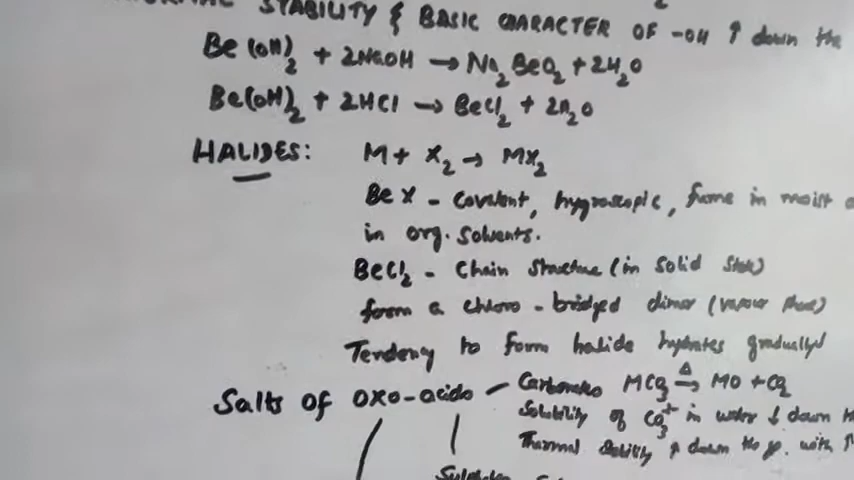 STABILITY & BASIC CHARACTER OF -OH ↑ down the
Be(OH)2 + 2NaOH → Na2BeO2 + 2H2O
Be(OH)2 + 2HCl → BeCl2 + 2H2O
HALIDES: M + X2 → MX2
BeX - Covalent, hygroscopic, fume in moist
in org. solvents.
BeCl2 - Chain structure (in solid state)
form a chloro-bridged dimer (vapour phase)
Tendency to form halide hydrates gradually
Salts of oxo-acids - Carbonates MCO3 →Δ MO + CO2
Solubility of CO3 in water ↓ down
Thermal stability ↑ down the gp. with